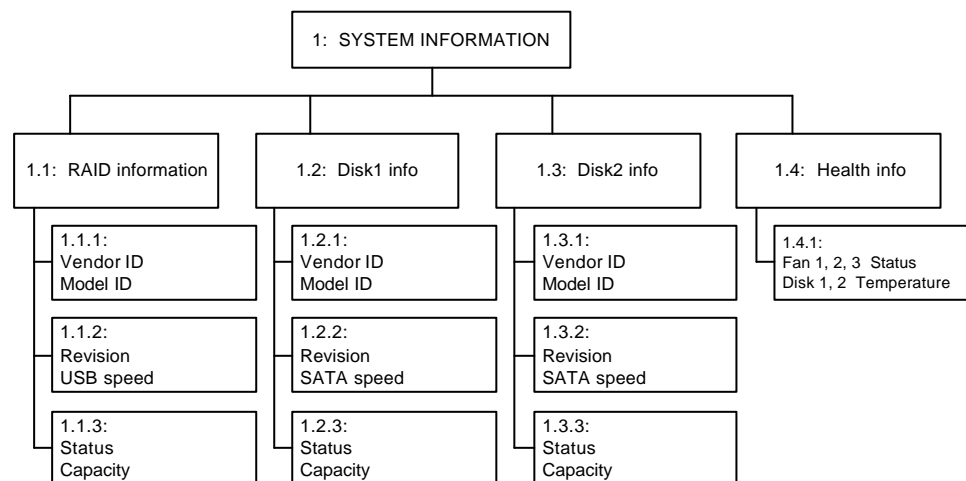 1: SYSTEM INFORMATION
1.1: RAID information
1.2: Disk1 info
1.3: Disk2 info
1.4: Health info
1.1.1:
Vendor ID
Model ID
1.1.2:
Revision
USB speed
1.1.3:
Status
Capacity
1.2.1:
Vendor ID
Model ID
1.2.2:
Revision
SATA speed
1.2.3:
Status
Capacity
1.3.1:
Vendor ID
Model ID
1.3.2:
Revision
SATA speed
1.3.3:
Status
Capacity
1.4.1:
Fan 1, 2, 3 Status
Disk 1, 2 Temperature